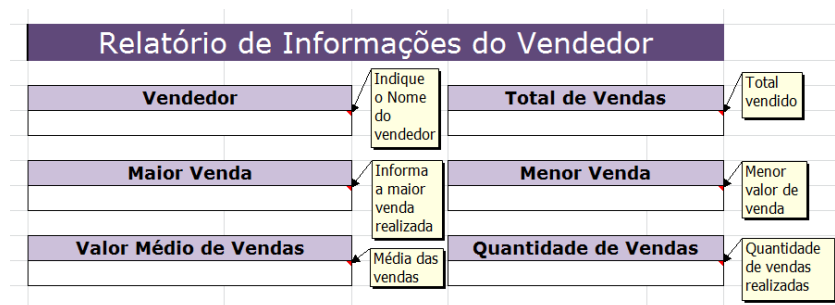 Relatório de Informações do Vendedor
Vendedor
Indique
o Nome
do
vendedor
Total de Vendas
Total
vendido
Maior Venda
Informa
a maior
venda
realizada
Menor Venda
Menor
valor de
venda
Valor Médio de Vendas
Média das
vendas
Quantidade de Vendas
Quantidade
de vendas
realizadas